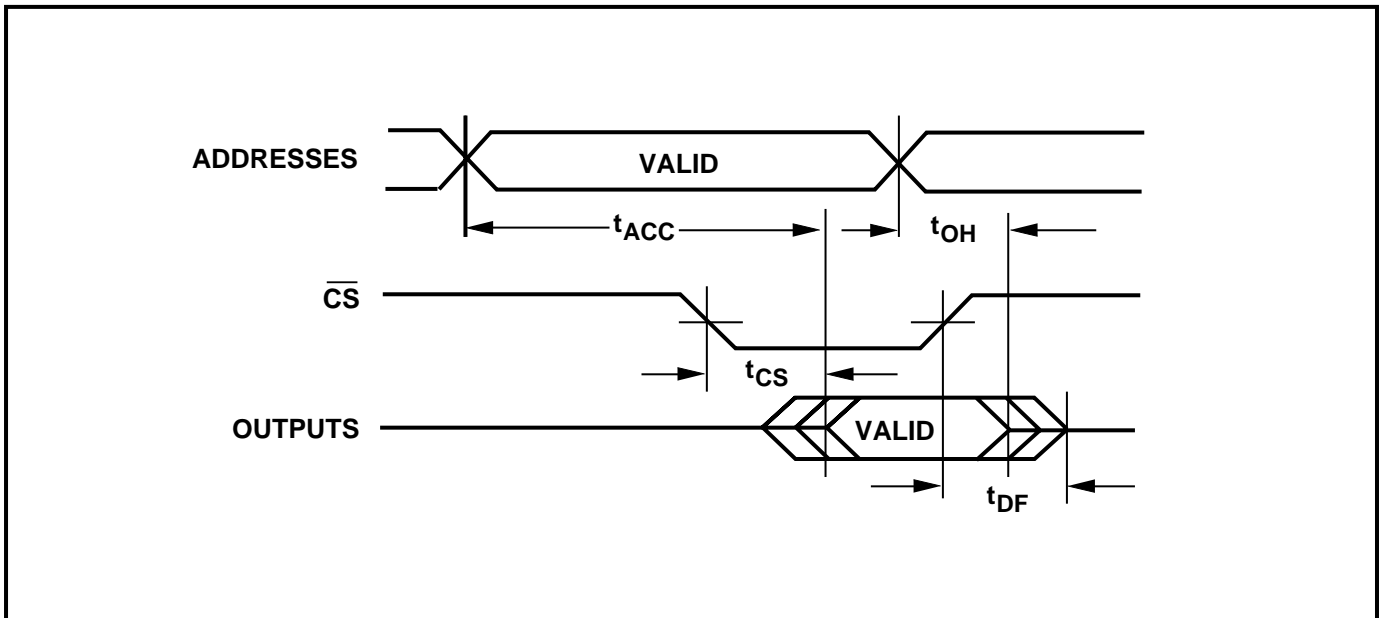 ADDRESSES
VALID
tACC
tOH
CS
tCS
OUTPUTS
VALID
tDF